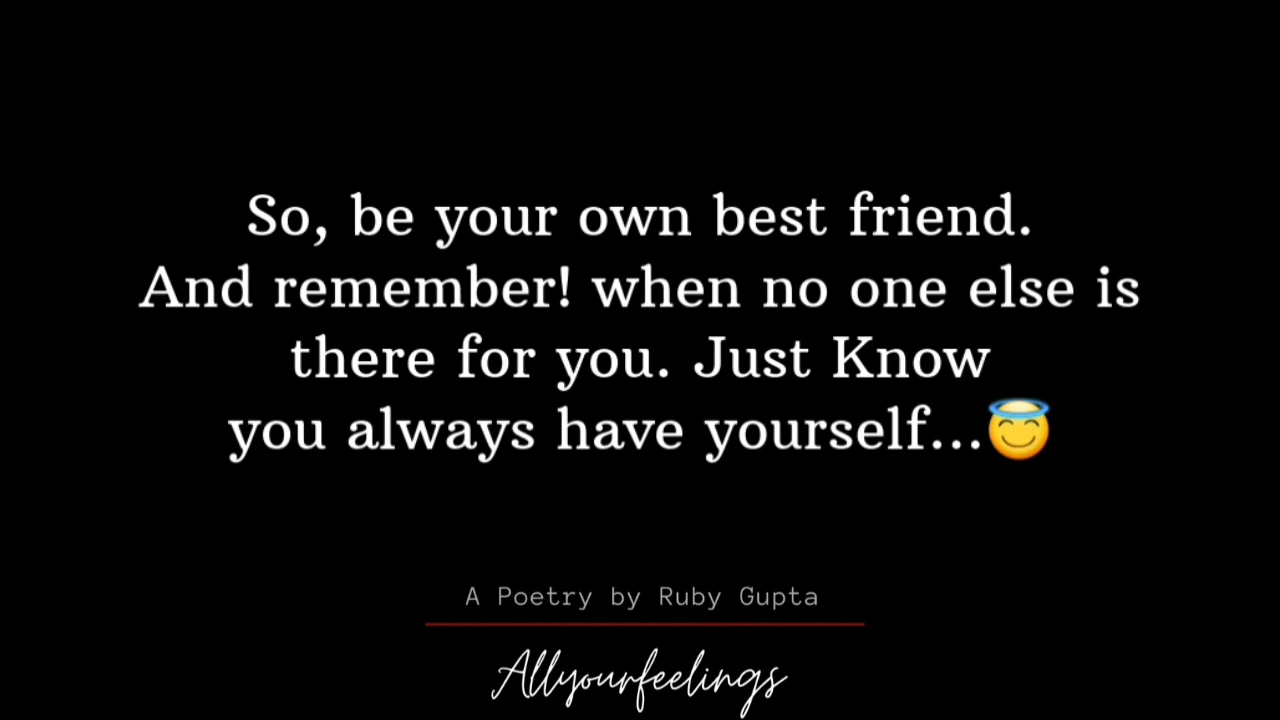 So, be your own best friend.
And remember! when no one else is
there for you. Just Know
you always have yourself...😇
A Poetry by Ruby Gupta
Allyourfeelings